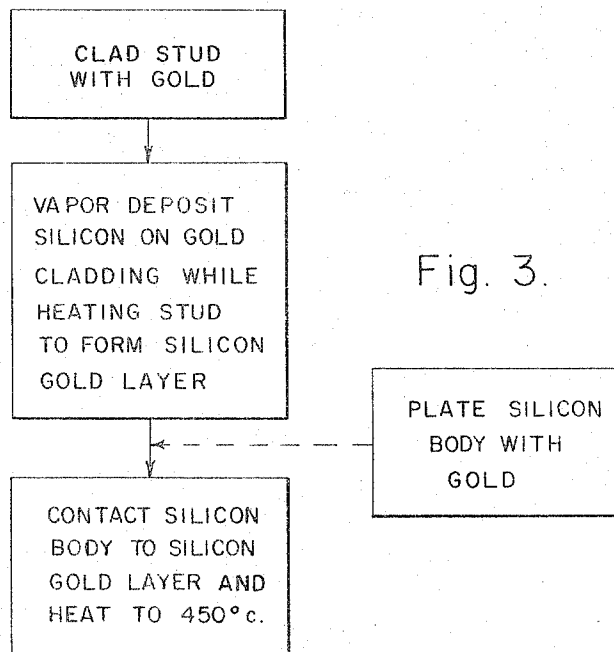 CLAD STUD
WITH GOLD
VAPOR DEPOSIT
SILICON ON GOLD
CLADDING WHILE
HEATING STUD
TO FORM SILICON
GOLD LAYER
Fig. 3.
PLATE SILICON
BODY WITH
GOLD
CONTACT SILICON
BODY TO SILICON
GOLD LAYER AND
HEAT TO 450°c.